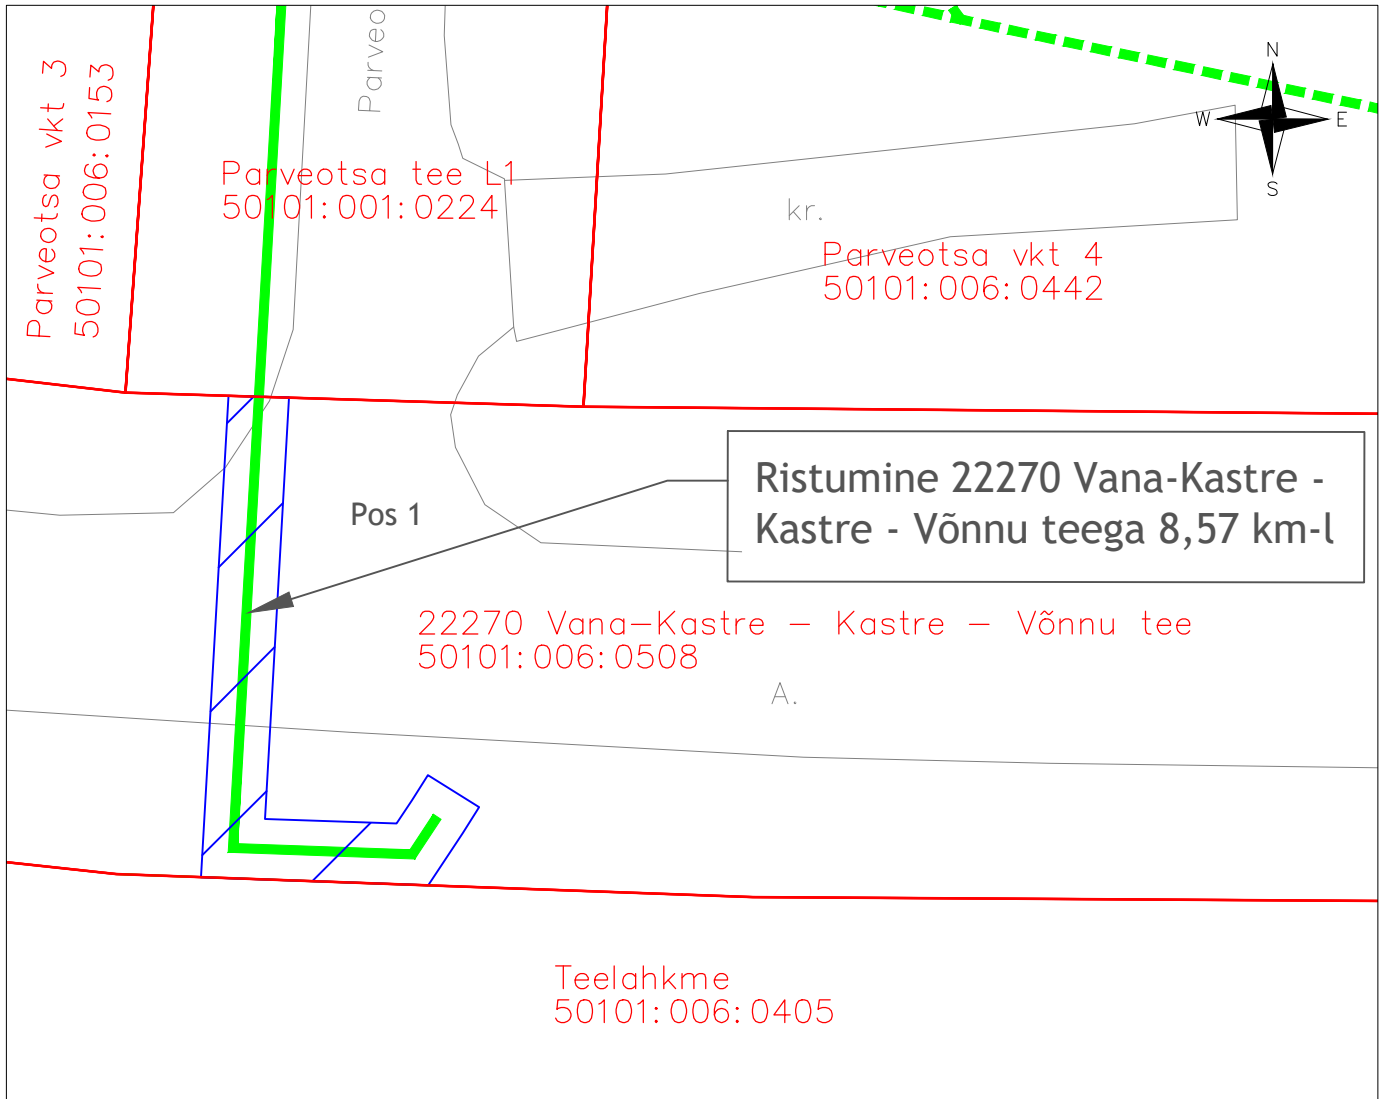 Parveotsa vkt 3
50101:006:0153
Parveo
Parveotsa tee L1
50101:001:0224
N
W
E
S
kr.
Parveotsa vkt 4
50101:006:0442
Pos 1
Ristumine 22270 Vana-Kastre -
Kastre - Võnnu teega 8,57 km-l
22270 Vana-Kastre - Kastre - Võnnu tee
50101:006:0508
A.
Teelahkme
50101:006:0405